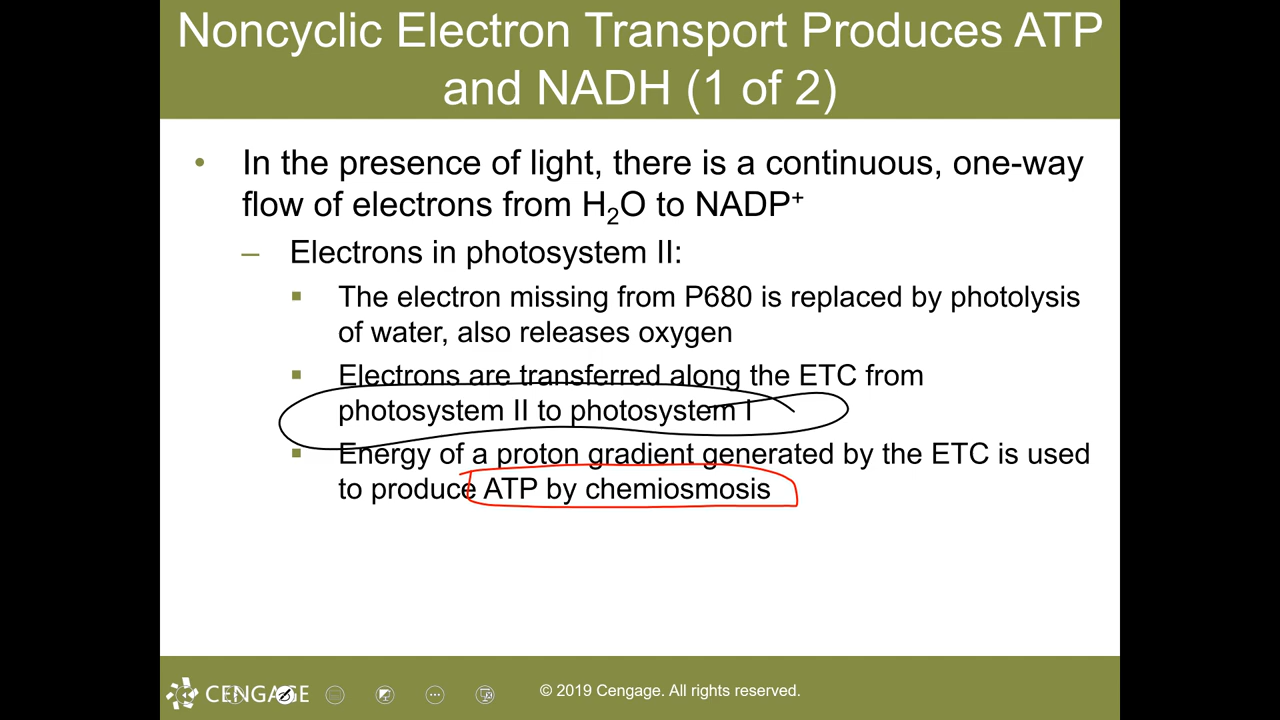 Noncyclic Electron Transport Produces ATP
and NADH (1 of 2)
• In the presence of light, there is a continuous, one-way
flow of electrons from H₂O to NADP⁺
– Electrons in photosystem II:
▪ The electron missing from P680 is replaced by photolysis
of water, also releases oxygen
▪ Electrons are transferred along the ETC from
photosystem II to photosystem I
▪ Energy of a proton gradient generated by the ETC is used
to produce ATP by chemiosmosis
CENGAGE
© 2019 Cengage. All rights reserved.